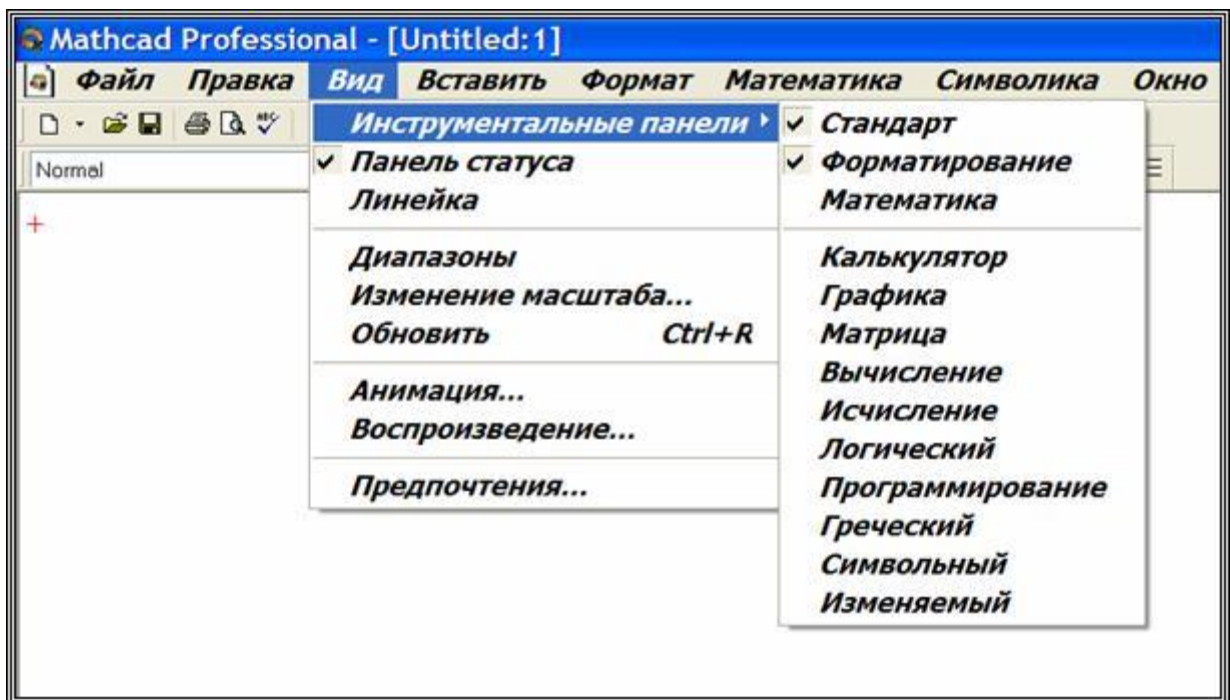 Mathcad Professional - [Untitled:1]
Файл Правка Вид Вставить Формат Математика Символика Окно
ABC
Normal
Инструментальные панели
Панель статуса
Линейка
Диапазоны
Изменение масштаба...
Обновить Ctrl+R
Анимация...
Воспроизведение...
Предпочтения...
Стандарт
Форматирование
Математика
Калькулятор
Графика
Матрица
Вычисление
Исчисление
Логический
Программирование
Греческий
Символьный
Изменяемый